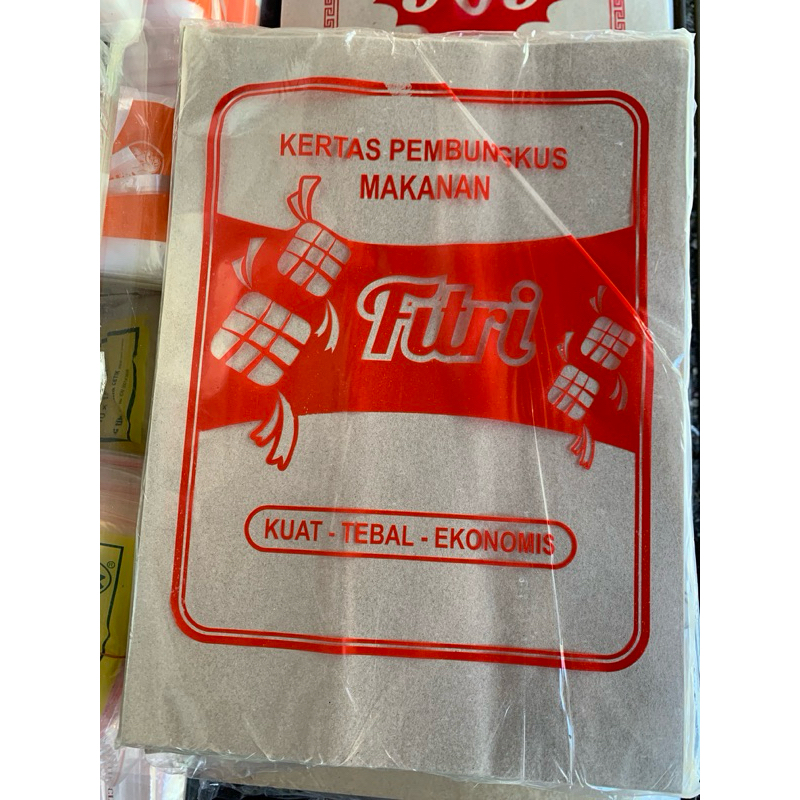 KERTAS PEMBUNGKUS
MAKANAN
Fitri
KUAT - TEBAL - EKONOMIS